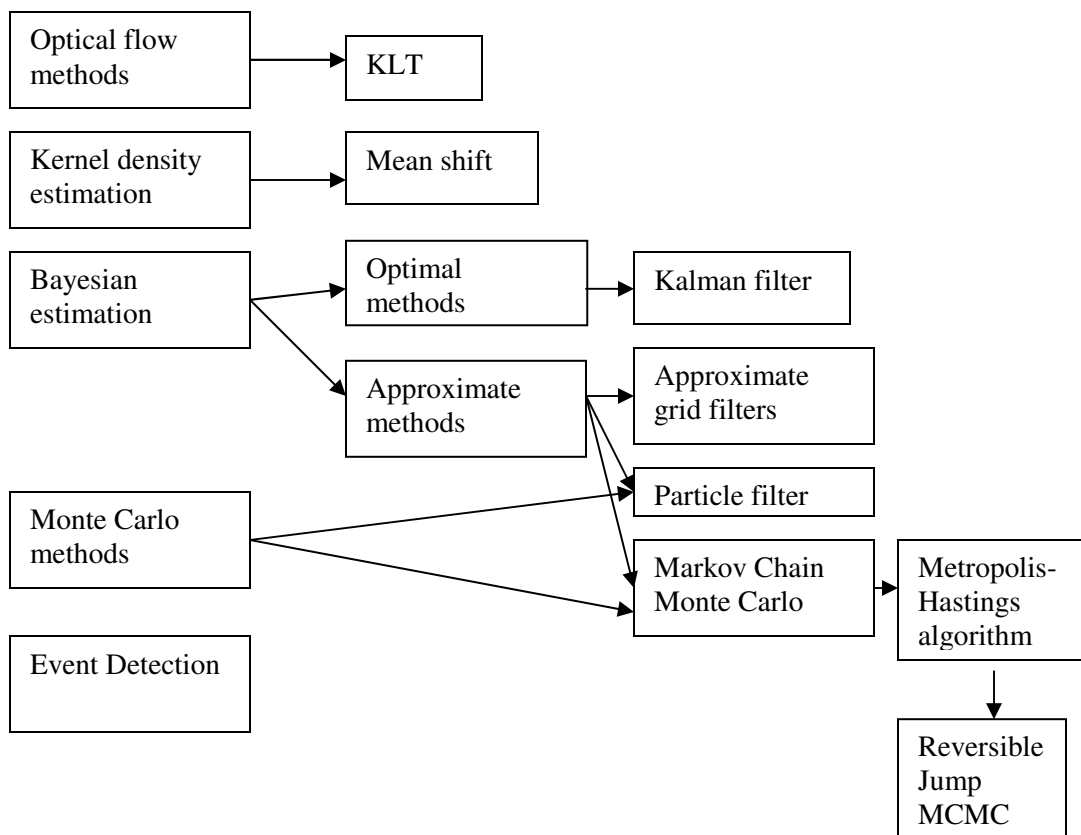 Optical flow
methods
KLT
Kernel density
estimation
Mean shift
Bayesian
estimation
Optimal
methods
Kalman filter
Approximate
methods
Approximate
grid filters
Particle filter
Monte Carlo
methods
Markov Chain
Monte Carlo
Metropolis-
Hastings
algorithm
Event Detection
Reversible
Jump
MCMC